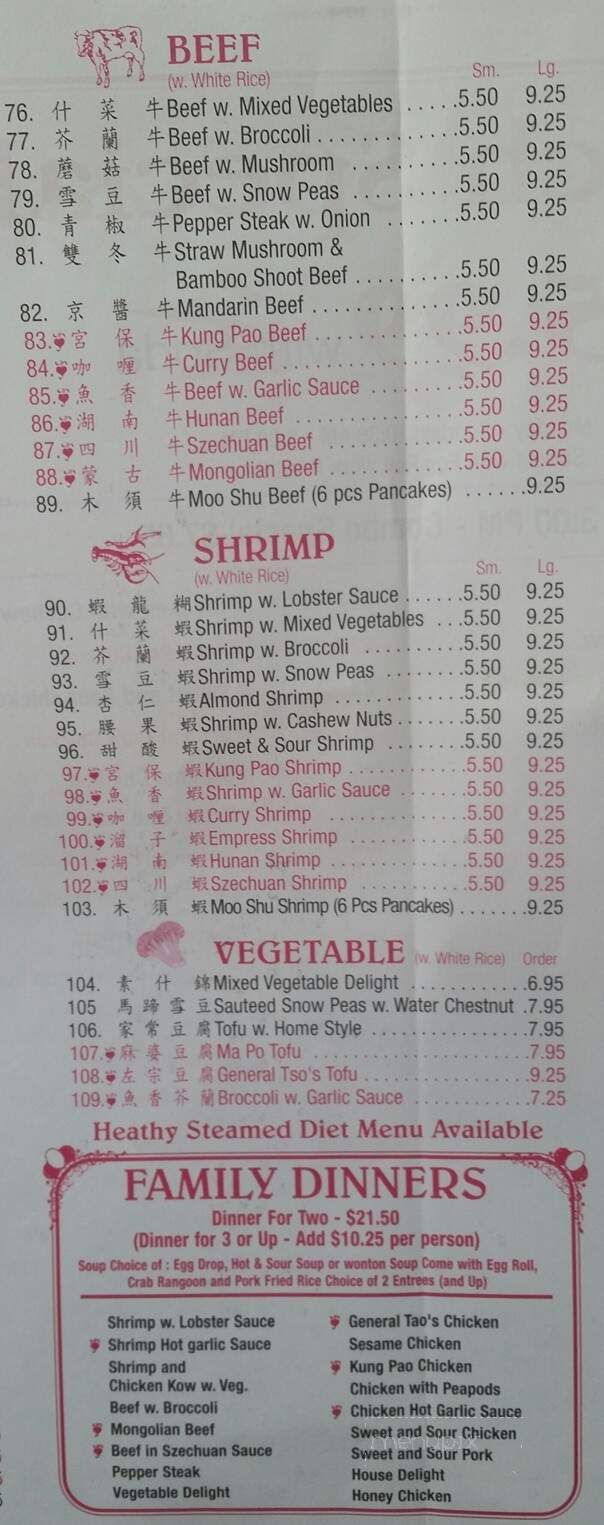 BEEF
(w. White Rice) Sm. Lg.
76. 什 菜 牛 Beef w. Mixed Vegetables . . . . .5.50 9.25
77. 芥 蘭 牛 Beef w. Broccoli . . . . . . . . . . . . .5.50 9.25
78. 蘑 菇 牛 Beef w. Mushroom . . . . . . . . . . .5.50 9.25
79. 雪 豆 牛 Beef w. Snow Peas . . . . . . . . . . .5.50 9.25
80. 青 椒 牛 Pepper Steak w. Onion . . . . . . .5.50 9.25
81. 雙 冬 牛 Straw Mushroom &
Bamboo Shoot Beef . . . . . . . . . .5.50 9.25
82. 京 醬 牛 Mandarin Beef . . . . . . . . . . . . . .5.50 9.25
83. 宮 保 牛 Kung Pao Beef . . . . . . . . . . . . . .5.50 9.25
84. 咖 喱 牛 Curry Beef . . . . . . . . . . . . . . . . .5.50 9.25
85. 魚 香 牛 Beef w. Garlic Sauce . . . . . . . . .5.50 9.25
86. 湖 南 牛 Hunan Beef . . . . . . . . . . . . . . . .5.50 9.25
87. 四 川 牛 Szechuan Beef . . . . . . . . . . . . .5.50 9.25
88. 蒙 古 牛 Mongolian Beef . . . . . . . . . . . . .5.50 9.25
89. 木 須 牛 Moo Shu Beef (6 pcs Pancakes) . . . . . .9.25
SHRIMP
(w. White Rice) Sm. Lg.
90. 蝦 龍 糊 Shrimp w. Lobster Sauce . . . . . .5.50 9.25
91. 什 菜 蝦 Shrimp w. Mixed Vegetables . . .5.50 9.25
92. 芥 蘭 蝦 Shrimp w. Broccoli . . . . . . . . . .5.50 9.25
93. 雪 豆 蝦 Shrimp w. Snow Peas . . . . . . . .5.50 9.25
94. 杏 仁 蝦 Almond Shrimp . . . . . . . . . . . . .5.50 9.25
95. 腰 果 蝦 Shrimp w. Cashew Nuts . . . . . . .5.50 9.25
96. 甜 酸 蝦 Sweet & Sour Shrimp . . . . . . . .5.50 9.25
97. 宮 保 蝦 Kung Pao Shrimp . . . . . . . . . . . .5.50 9.25
98. 魚 香 蝦 Shrimp w. Garlic Sauce . . . . . . .5.50 9.25
99. 咖 喱 蝦 Curry Shrimp . . . . . . . . . . . . . .5.50 9.25
100. 溜 子 蝦 Empress Shrimp . . . . . . . . . . . .5.50 9.25
101. 湖 南 蝦 Hunan Shrimp . . . . . . . . . . . . . .5.50 9.25
102. 四 川 蝦 Szechuan Shrimp . . . . . . . . . . .5.50 9.25
103. 木 須 蝦 Moo Shu Shrimp (6 Pcs Pancakes) . . . . . . .9.25
VEGETABLE (w. White Rice) Order
104. 素 什 錦 Mixed Vegetable Delight . . . . . . . . . . . .6.95
105 馬 蹄 雪 豆 Sauteed Snow Peas w. Water Chestnut .7.95
106. 家 常 豆 腐 Tofu w. Home Style . . . . . . . . . . . . . . . .7.95
107. 麻 婆 豆 腐 Ma Po Tofu . . . . . . . . . . . . . . . . . . . . . .7.95
108. 左 宗 豆 腐 General Tso's Tofu . . . . . . . . . . . . . . . . .9.25
109. 魚 香 芥 蘭 Broccoli w. Garlic Sauce . . . . . . . . . . . .7.25
Heathy Steamed Diet Menu Available
FAMILY DINNERS
Dinner For Two - $21.50
(Dinner for 3 or Up - Add $10.25 per person)
Soup Choice of : Egg Drop, Hot & Sour Soup or wonton Soup Come with Egg Roll,
Crab Rangoon and Pork Fried Rice Choice of 2 Entrees (and Up)
Shrimp w. Lobster Sauce
Shrimp Hot garlic Sauce
Shrimp and
Chicken Kow w. Veg.
Beef w. Broccoli
Mongolian Beef
Beef in Szechuan Sauce
Pepper Steak
Vegetable Delight
General Tao's Chicken
Sesame Chicken
Kung Pao Chicken
Chicken with Peapods
Chicken Hot Garlic Sauce
Sweet and Sour Chicken
Sweet and Sour Pork
House Delight
Honey Chicken